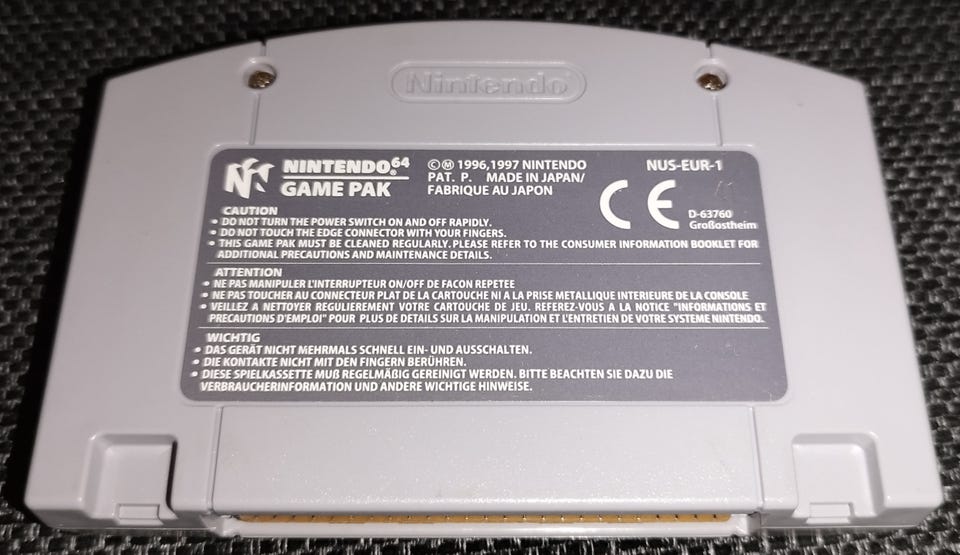 Nintendo
NINTENDO 64
GAME PAK
©Ⓜ 1996,1997 NINTENDO
PAT. P. MADE IN JAPAN/
FABRIQUE AU JAPON
NUS-EUR-1
CE
D-63760
Großostheim
CAUTION
• DO NOT TURN THE POWER SWITCH ON AND OFF RAPIDLY.
• DO NOT TOUCH THE EDGE CONNECTOR WITH YOUR FINGERS.
• THIS GAME PAK MUST BE CLEANED REGULARLY. PLEASE REFER TO THE CONSUMER INFORMATION BOOKLET FOR
ADDITIONAL PRECAUTIONS AND MAINTENANCE DETAILS.
ATTENTION
• NE PAS MANIPULER L'INTERRUPTEUR ON/OFF DE FACON REPETEE
• NE PAS TOUCHER AU CONNECTEUR PLAT DE LA CARTOUCHE NI A LA PRISE METALLIQUE INTERIEURE DE LA CONSOLE
• VEILLEZ A NETTOYER REGULIEREMENT VOTRE CARTOUCHE DE JEU. REFEREZ-VOUS A LA NOTICE "INFORMATIONS ET
PRECAUTIONS D'EMPLOI" POUR PLUS DE DETAILS SUR LA MANIPULATION ET L'ENTRETIEN DE VOTRE SYSTEME NINTENDO.
WICHTIG
• DAS GERÄT NICHT MEHRMALS SCHNELL EIN- UND AUSSCHALTEN.
• DIE KONTAKTE NICHT MIT DEN FINGERN BERÜHREN.
• DIESE SPIELKASSETTE MUß REGELMÄßIG GEREINIGT WERDEN. BITTE BEACHTEN SIE DAZU DIE
VERBRAUCHERINFORMATION UND ANDERE WICHTIGE HINWEISE.